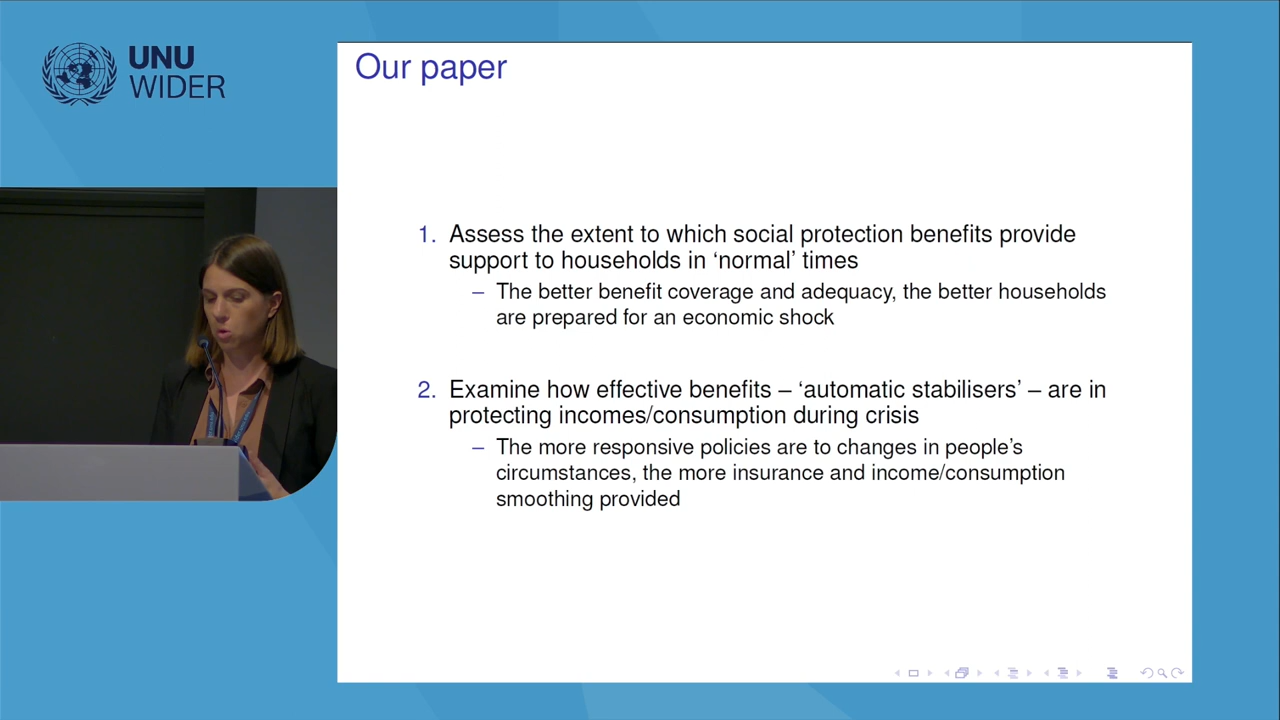 UNU
WIDER
Our paper
1. Assess the extent to which social protection benefits provide
support to households in ‘normal’ times
– The better benefit coverage and adequacy, the better households
are prepared for an economic shock
2. Examine how effective benefits – ‘automatic stabilisers’ – are in
protecting incomes/consumption during crisis
– The more responsive policies are to changes in people’s
circumstances, the more insurance and income/consumption
smoothing provided